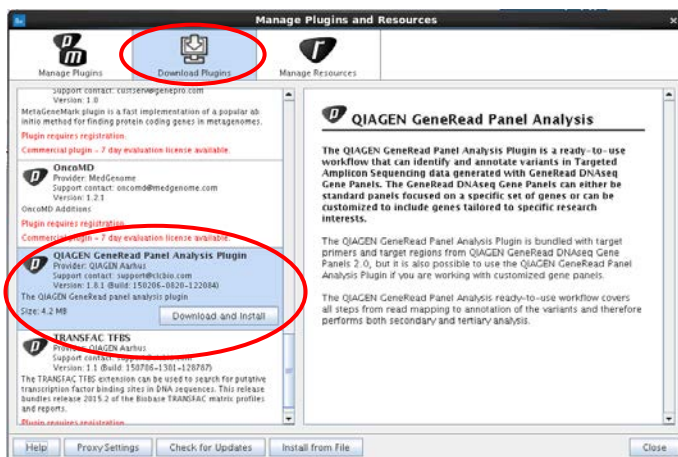 Manage Plugins and Resources
Manage Plugins
Download Plugins
Manage Resources
Support contact: custserv@genepro.com
Version: 1.0
MetaGeneMark plugin is a fast implementation of a popular ab
initio method for finding protein coding genes in metagenomes.
Plugin requires registration.
Commercial plugin - 7 day evaluation license available.
OncoMD
Provider: MedGenome
Support contact: oncomd@medgenome.com
Version: 1.2.1
OncoMD Additions
Plugin requires registration.
Commercial plugin - 7 day evaluation license available.
QIAGEN GeneRead Panel Analysis Plugin
Provider: QIAGEN Aarhus
Support contact: support@clcbio.com
Version: 1.8.1 (Build: 150206-0820-122084)
The QIAGEN GeneRead panel analysis plugin
Size: 4.2 MB
Download and Install
TRANSFAC TFBS
Provider: QIAGEN Aarhus
Support contact: support@clcbio.com
Version: 1.1 (Build: 150706-1301-128787)
The TRANSFAC TFBS extension can be used to search for putative
transcription factor binding sites in DNA sequences. This release
bundles release 2015.2 of the Biobase TRANSFAC matrix profiles
and reports.
Plugin requires registration.
QIAGEN GeneRead Panel Analysis
The QIAGEN GeneRead Panel Analysis Plugin is a ready-to-use
workflow that can identify and annotate variants in Targeted
Amplicon Sequencing data generated with GeneRead DNAseq
Gene Panels. The GeneRead DNAseq Gene Panels can either be
standard panels focused on a specific set of genes or can be
customized to include genes tailored to specific research
interests.
The QIAGEN GeneRead Panel Analysis Plugin is bundled with target
primers and target regions from QIAGEN GeneRead DNAseq Gene
Panels 2.0, but it is also possible to use the QIAGEN GeneRead Panel
Analysis Plugin if you are working with customized gene panels.
The QIAGEN GeneRead Panel Analysis ready-to-use workflow covers
all steps from read mapping to annotation of the variants and therefore
performs both secondary and tertiary analysis.
Help
Proxy Settings
Check for Updates
Install from File
Close